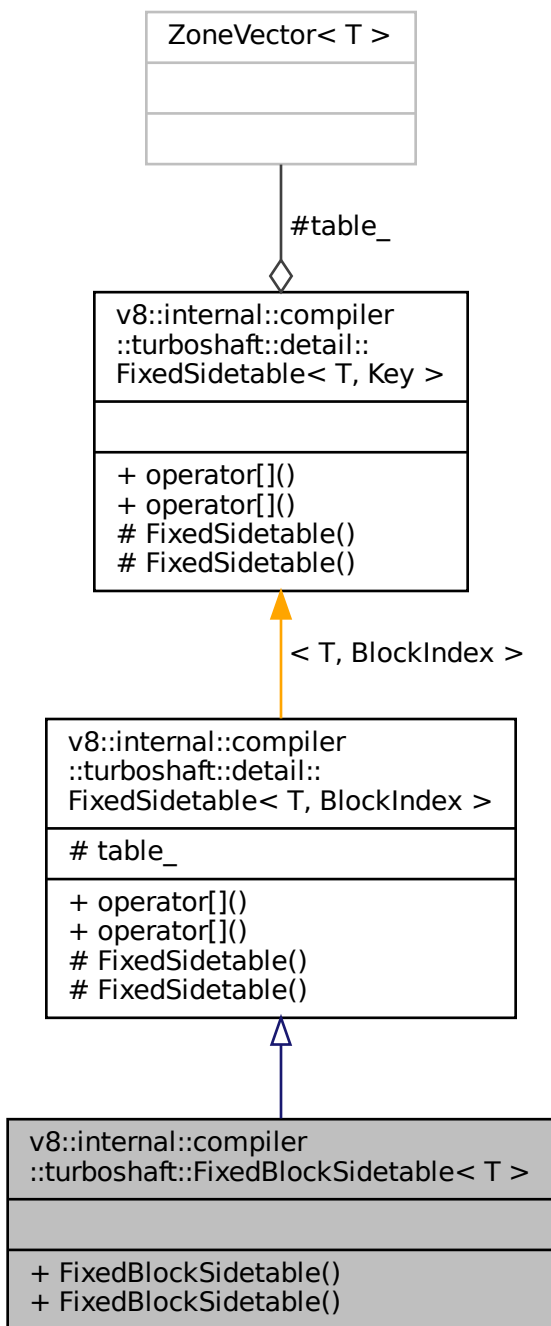 ZoneVector< T >
#table_
v8::internal::compiler
::turboshaft::detail::
FixedSidetable< T, Key >
+ operator[]()
+ operator[]()
# FixedSidetable()
# FixedSidetable()
< T, BlockIndex >
v8::internal::compiler
::turboshaft::detail::
FixedSidetable< T, BlockIndex >
# table_
+ operator[]()
+ operator[]()
# FixedSidetable()
# FixedSidetable()
v8::internal::compiler
::turboshaft::FixedBlockSidetable< T >
+ FixedBlockSidetable()
+ FixedBlockSidetable()